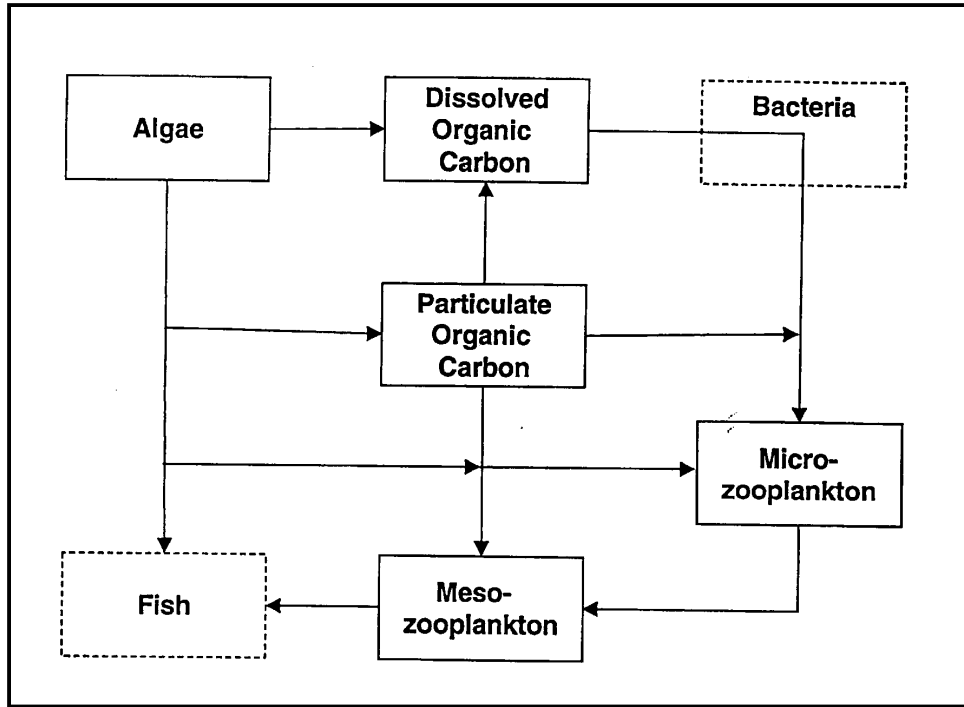 Algae
Dissolved
Organic
Carbon
Bacteria
Particulate
Organic
Carbon
Micro-
zooplankton
Fish
Meso-
zooplankton